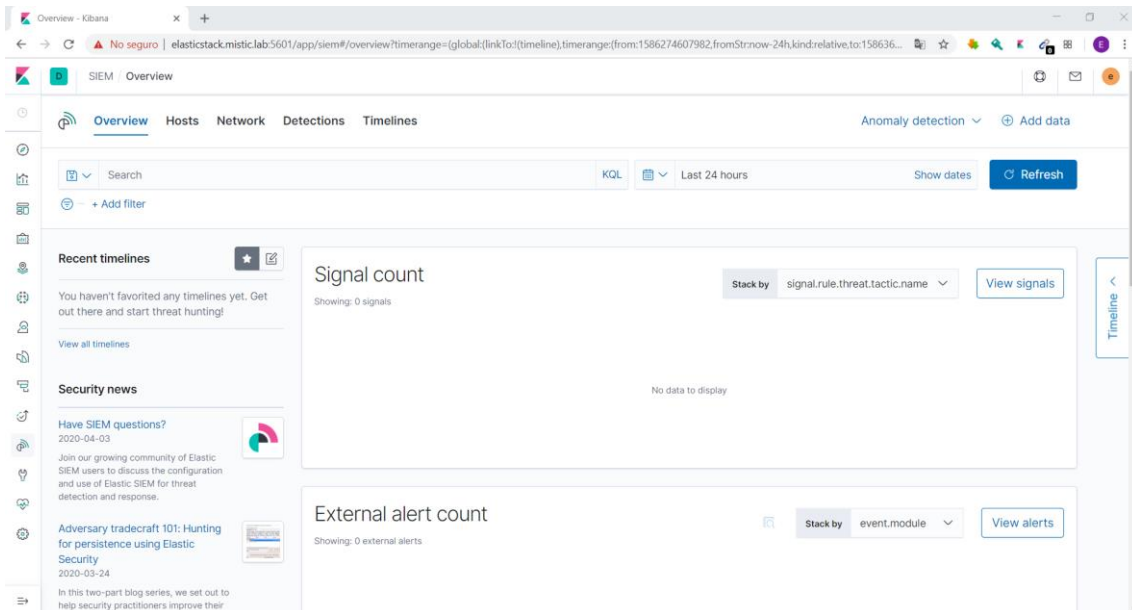 Overview - Kibana
No seguro | elasticstack.mistic.lab:5601/app/siem#/overview?timerange=(global:(linkTo:!(timeline),timerange:(from:1586274607982,fromStr:now-24h,kind:relative,to:158636...
E
D SIEM / Overview
e
Overview Hosts Network Detections Timelines Anomaly detection Add data
Search KQL Last 24 hours Show dates Refresh
+ Add filter
Recent timelines
You haven't favorited any timelines yet. Get
out there and start threat hunting!
View all timelines
Security news
Have SIEM questions?
2020-04-03
Join our growing community of Elastic
SIEM users to discuss the configuration
and use of Elastic SIEM for threat
detection and response.
Adversary tradecraft 101: Hunting
for persistence using Elastic
Security
2020-03-24
In this two-part blog series, we set out to
help security practitioners improve their
Signal count
Showing: 0 signals
Stack by signal.rule.threat.tactic.name View signals
No data to display
External alert count
Showing: 0 external alerts
Stack by event.module View alerts
Timeline